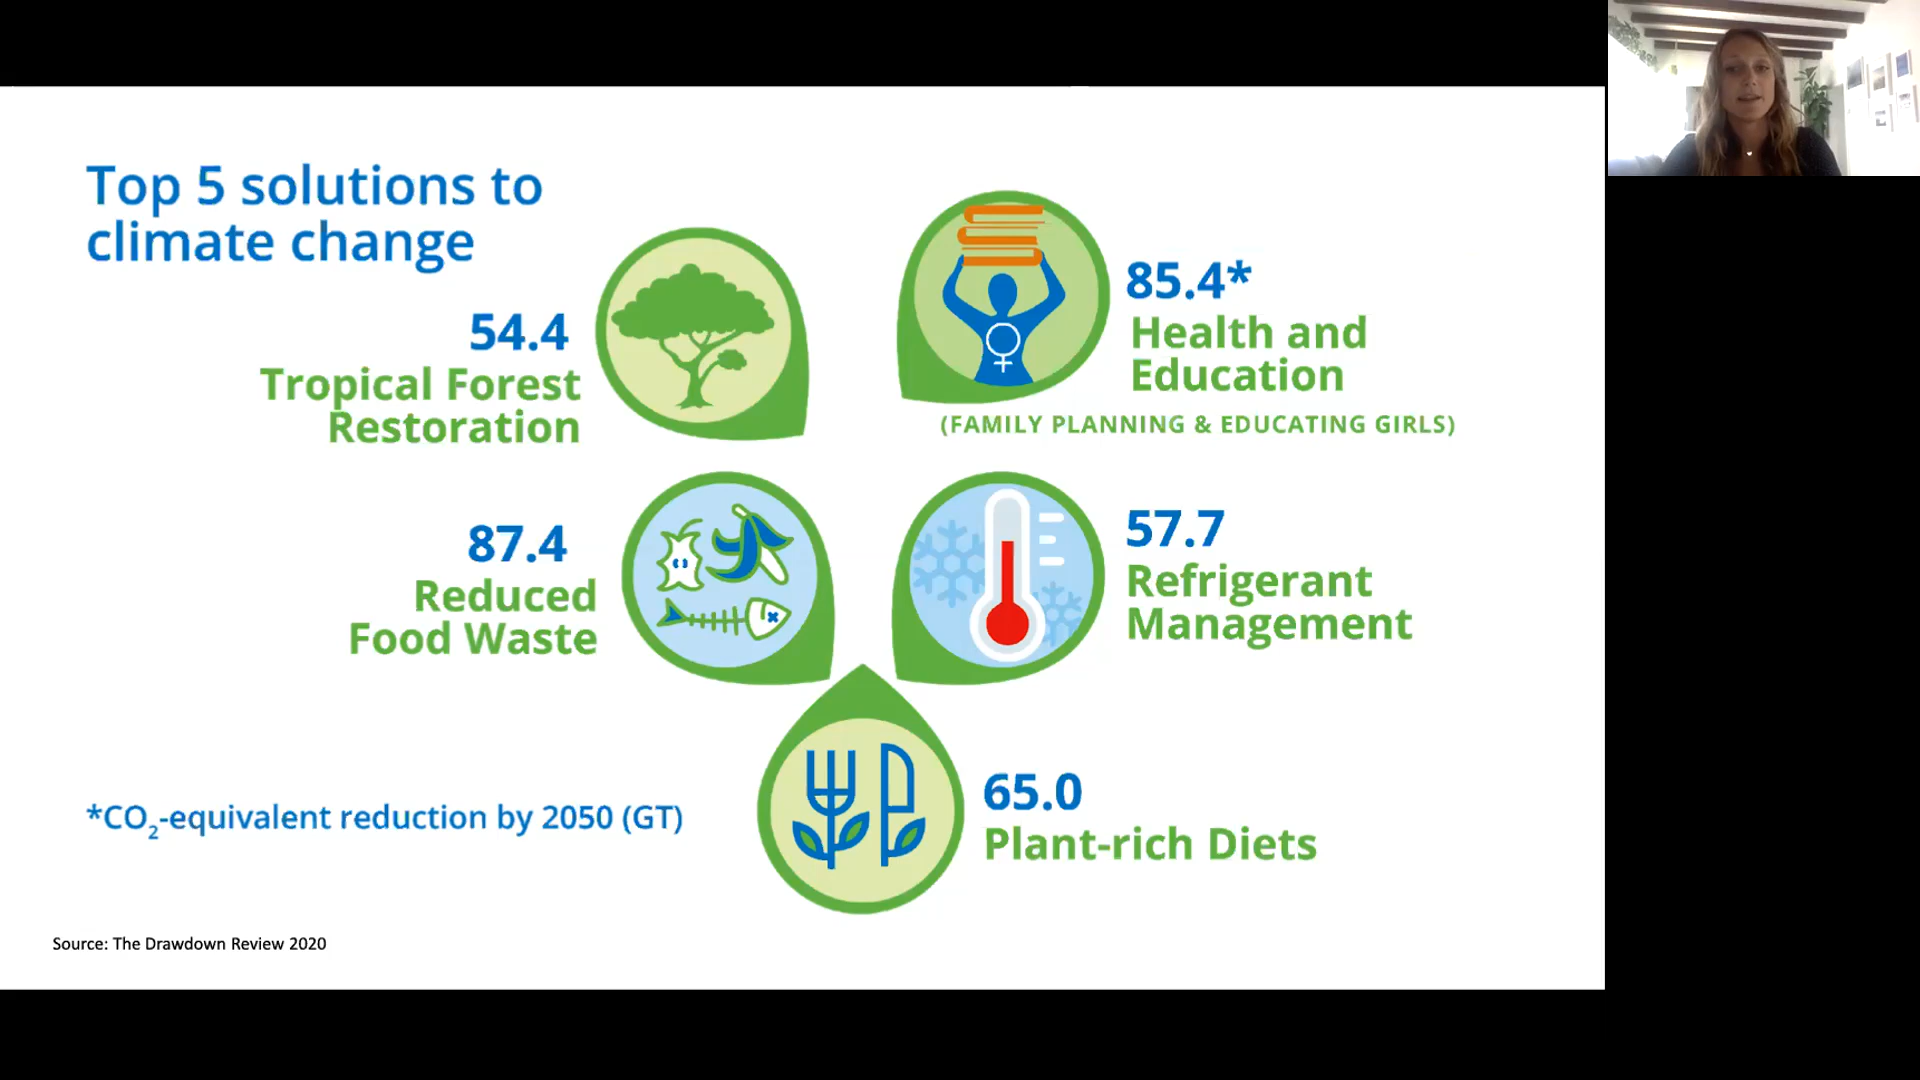 Top 5 solutions to
climate change
54.4
Tropical Forest
Restoration
85.4*
Health and
Education
(FAMILY PLANNING & EDUCATING GIRLS)
87.4
Reduced
Food Waste
57.7
Refrigerant
Management
65.0
Plant-rich Diets
*CO₂-equivalent reduction by 2050 (GT)
Source: The Drawdown Review 2020